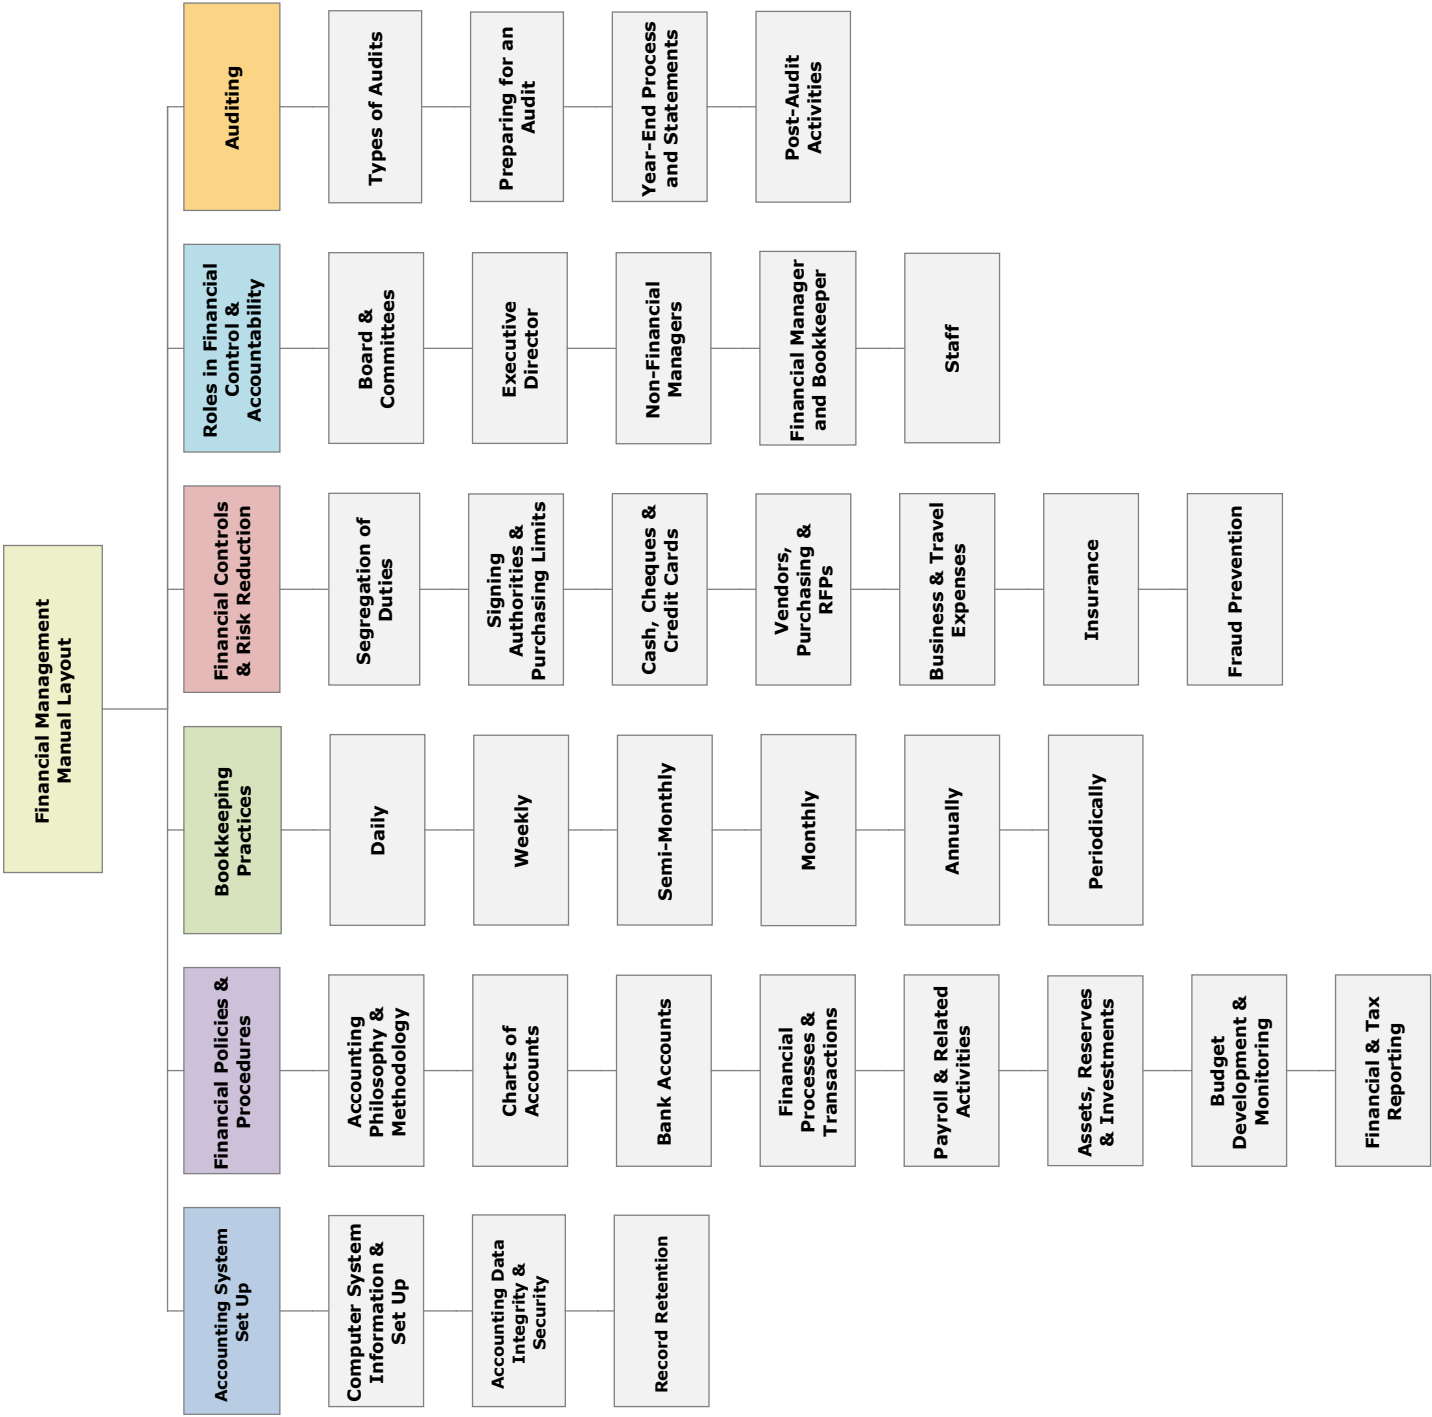 Financial Management
Manual Layout
Accounting System
Set Up
Computer System
Information &
Set Up
Accounting Data
Integrity &
Security
Record Retention
Financial Policies &
Procedures
Accounting
Philosophy &
Methodology
Charts of
Accounts
Bank Accounts
Financial
Processes &
Transactions
Payroll & Related
Activities
Assets, Reserves
& Investments
Budget
Development &
Monitoring
Financial & Tax
Reporting
Bookkeeping
Practices
Daily
Weekly
Semi-Monthly
Monthly
Annually
Periodically
Financial Controls
& Risk Reduction
Segregation of
Duties
Signing
Authorities &
Purchasing Limits
Cash, Cheques &
Credit Cards
Vendors,
Purchasing &
RFPs
Business & Travel
Expenses
Insurance
Fraud Prevention
Roles in Financial
Control &
Accountability
Board &
Committees
Executive
Director
Non-Financial
Managers
Financial Manager
and Bookkeeper
Staff
Auditing
Types of Audits
Preparing for an
Audit
Year-End Process
and Statements
Post-Audit
Activities